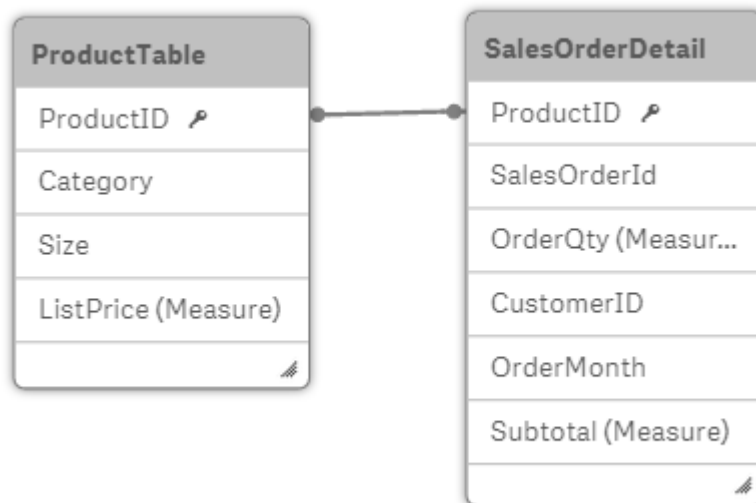 ProductTable
ProductID
Category
Size
ListPrice (Measure)
SalesOrderDetail
ProductID
SalesOrderId
OrderQty (Measur...
CustomerID
OrderMonth
Subtotal (Measure)